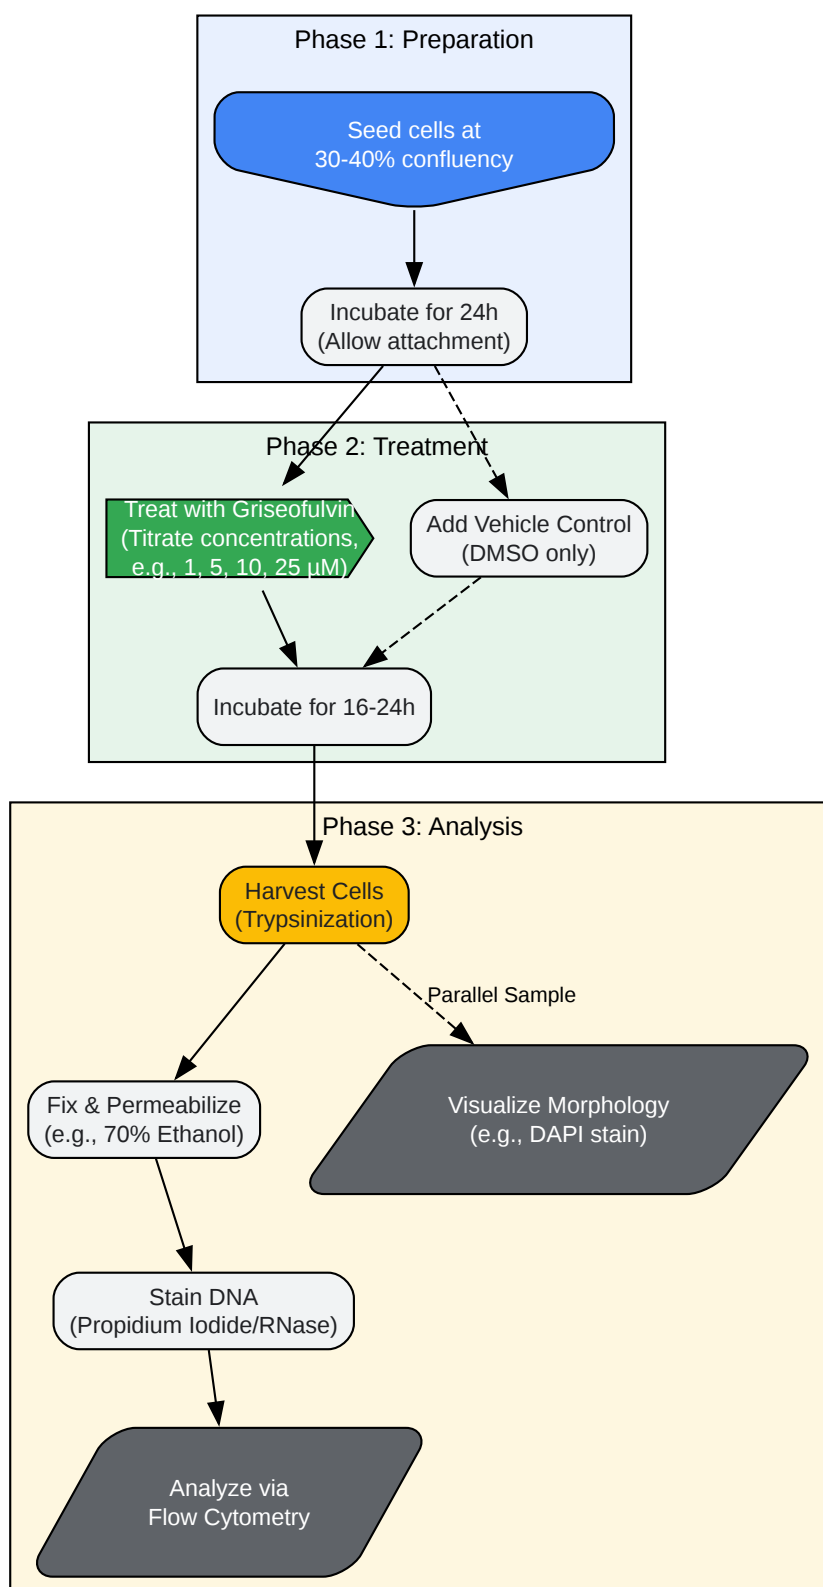 Phase 1: Preparation
Seed cells at
30-40% confluency
Incubate for 24h
(Allow attachment)
Phase 2: Treatment
Treat with Griseofulvin
(Titrate concentrations,
e.g., 1, 5, 10, 25 µM)
Add Vehicle Control
(DMSO only)
Incubate for 16-24h
Phase 3: Analysis
Harvest Cells
(Trypsinization)
Parallel Sample
Fix & Permeabilize
(e.g., 70% Ethanol)
Visualize Morphology
(e.g., DAPI stain)
Stain DNA
(Propidium Iodide/RNase)
Analyze via
Flow Cytometry